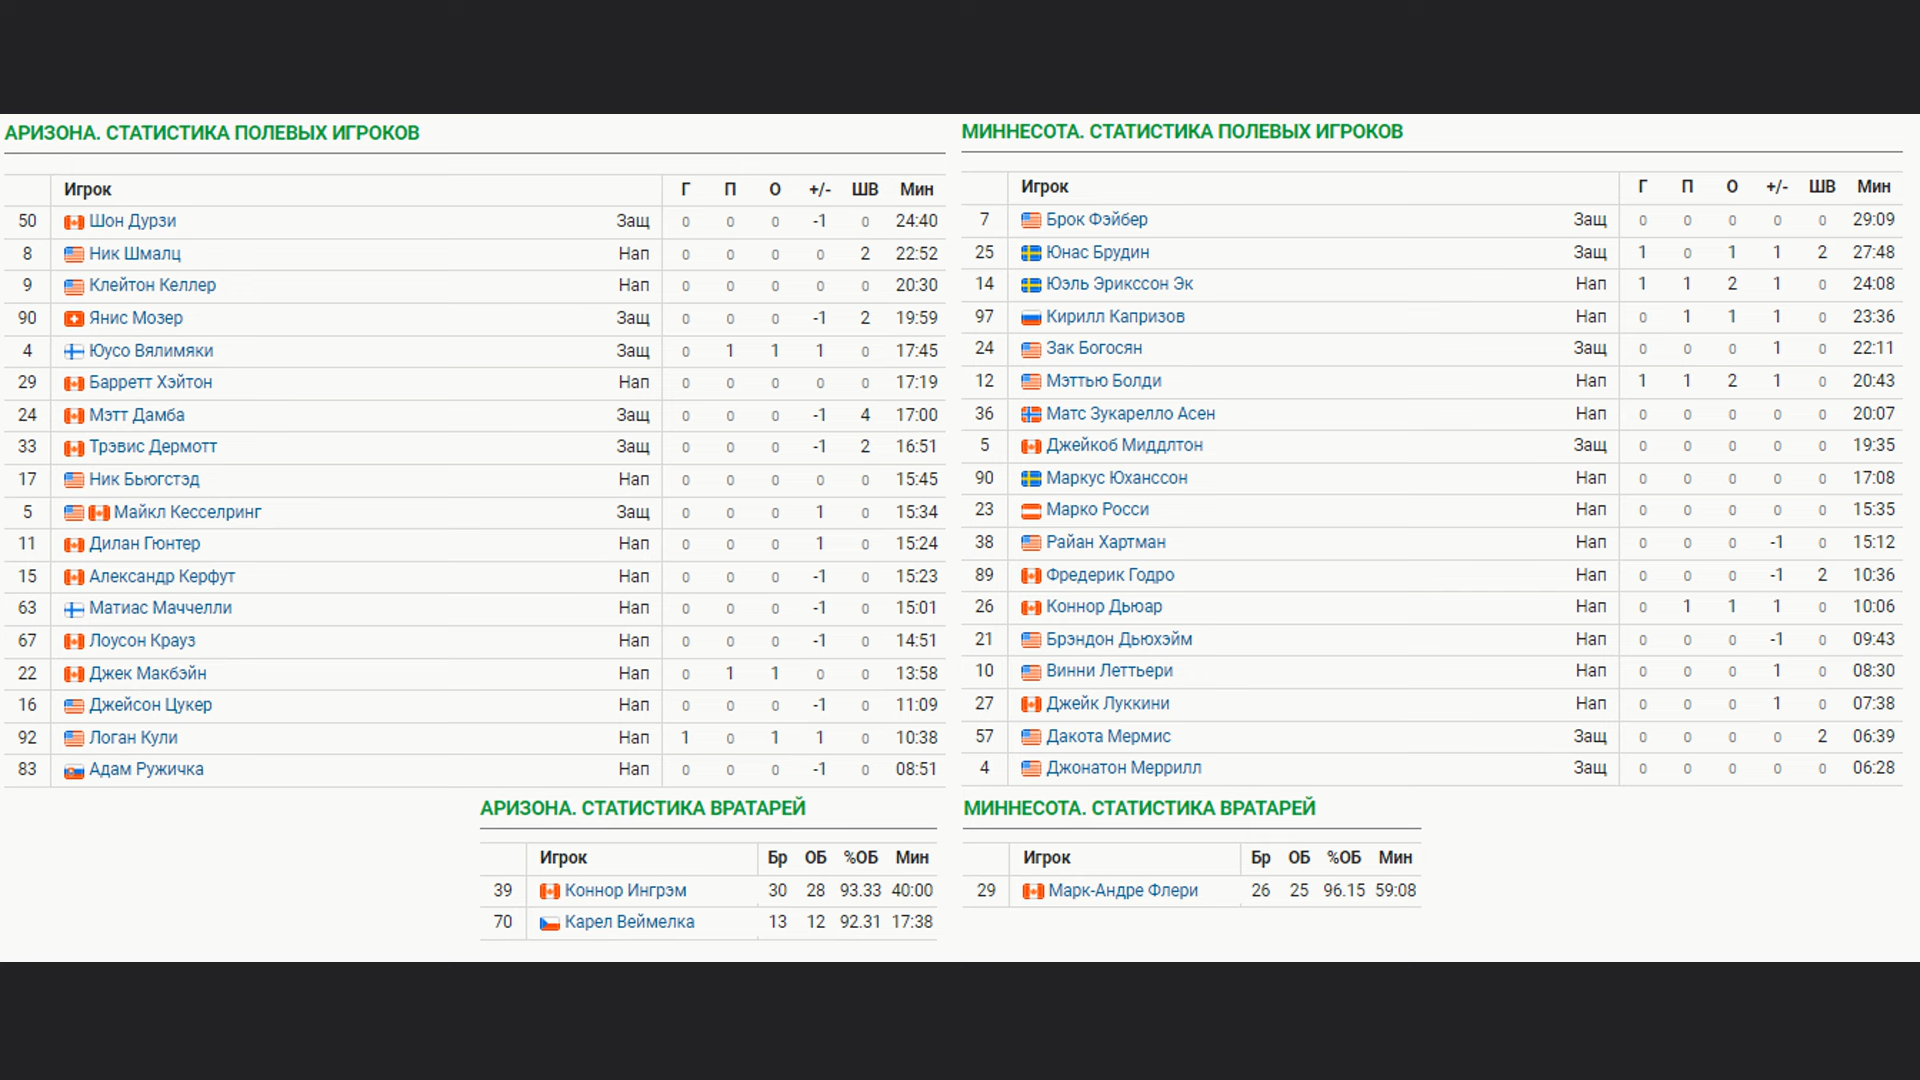 АРИЗОНА. СТАТИСТИКА ПОЛЕВЫХ ИГРОКОВ
Игрок Г П О +/- ШВ Мин
50 Шон Дурзи Защ 0 0 0 -1 0 24:40
8 Ник Шмалц Нап 0 0 0 0 2 22:52
9 Клейтон Келлер Нап 0 0 0 0 0 20:30
90 Янис Мозер Защ 0 0 0 -1 2 19:59
4 Юусо Вялимяки Защ 0 1 1 1 0 17:45
29 Барретт Хэйтон Нап 0 0 0 0 0 17:19
24 Мэтт Дамба Защ 0 0 0 -1 4 17:00
33 Трэвис Дермотт Защ 0 0 0 -1 2 16:51
17 Ник Бьюгстэд Нап 0 0 0 0 0 15:45
5 Майкл Кесселринг Защ 0 0 0 1 0 15:34
11 Дилан Гюнтер Нап 0 0 0 1 0 15:24
15 Александр Керфут Нап 0 0 0 -1 0 15:23
63 Матиас Маччелли Нап 0 0 0 -1 0 15:01
67 Лоусон Крауз Нап 0 0 0 -1 0 14:51
22 Джек Макбэйн Нап 0 1 1 0 0 13:58
16 Джейсон Цукер Нап 0 0 0 -1 0 11:09
92 Логан Кули Нап 1 0 1 1 0 10:38
83 Адам Ружичка Нап 0 0 0 -1 0 08:51
АРИЗОНА. СТАТИСТИКА ВРАТАРЕЙ
Игрок Бр ОБ %ОБ Мин
39 Коннор Ингрэм 30 28 93.33 40:00
70 Карел Веймелка 13 12 92.31 17:38
МИННЕСОТА. СТАТИСТИКА ПОЛЕВЫХ ИГРОКОВ
Игрок Г П О +/- ШВ Мин
7 Брок Фэйбер Защ 0 0 0 0 0 29:09
25 Юнас Брудин Защ 1 0 1 1 2 27:48
14 Юэль Эрикссон Эк Нап 1 1 2 1 0 24:08
97 Кирилл Капризов Нап 0 1 1 1 0 23:36
24 Зак Богосян Защ 0 0 0 1 0 22:11
12 Мэттью Болди Нап 1 1 2 1 0 20:43
36 Матс Зукарелло Асен Нап 0 0 0 0 0 20:07
5 Джейкоб Миддлтон Защ 0 0 0 0 0 19:35
90 Маркус Юханссон Нап 0 0 0 0 0 17:08
23 Марко Росси Нап 0 0 0 0 0 15:35
38 Райан Хартман Нап 0 0 0 -1 0 15:12
89 Фредерик Годро Нап 0 0 0 -1 2 10:36
26 Коннор Дьюар Нап 0 1 1 1 0 10:06
21 Брэндон Дьюхэйм Нап 0 0 0 -1 0 09:43
10 Винни Леттьери Нап 0 0 0 1 0 08:30
27 Джейк Луккини Нап 0 0 0 1 0 07:38
57 Дакота Мермис Защ 0 0 0 0 2 06:39
4 Джонатон Меррилл Защ 0 0 0 0 0 06:28
МИННЕСОТА. СТАТИСТИКА ВРАТАРЕЙ
Игрок Бр ОБ %ОБ Мин
29 Марк-Андре Флери 26 25 96.15 59:08